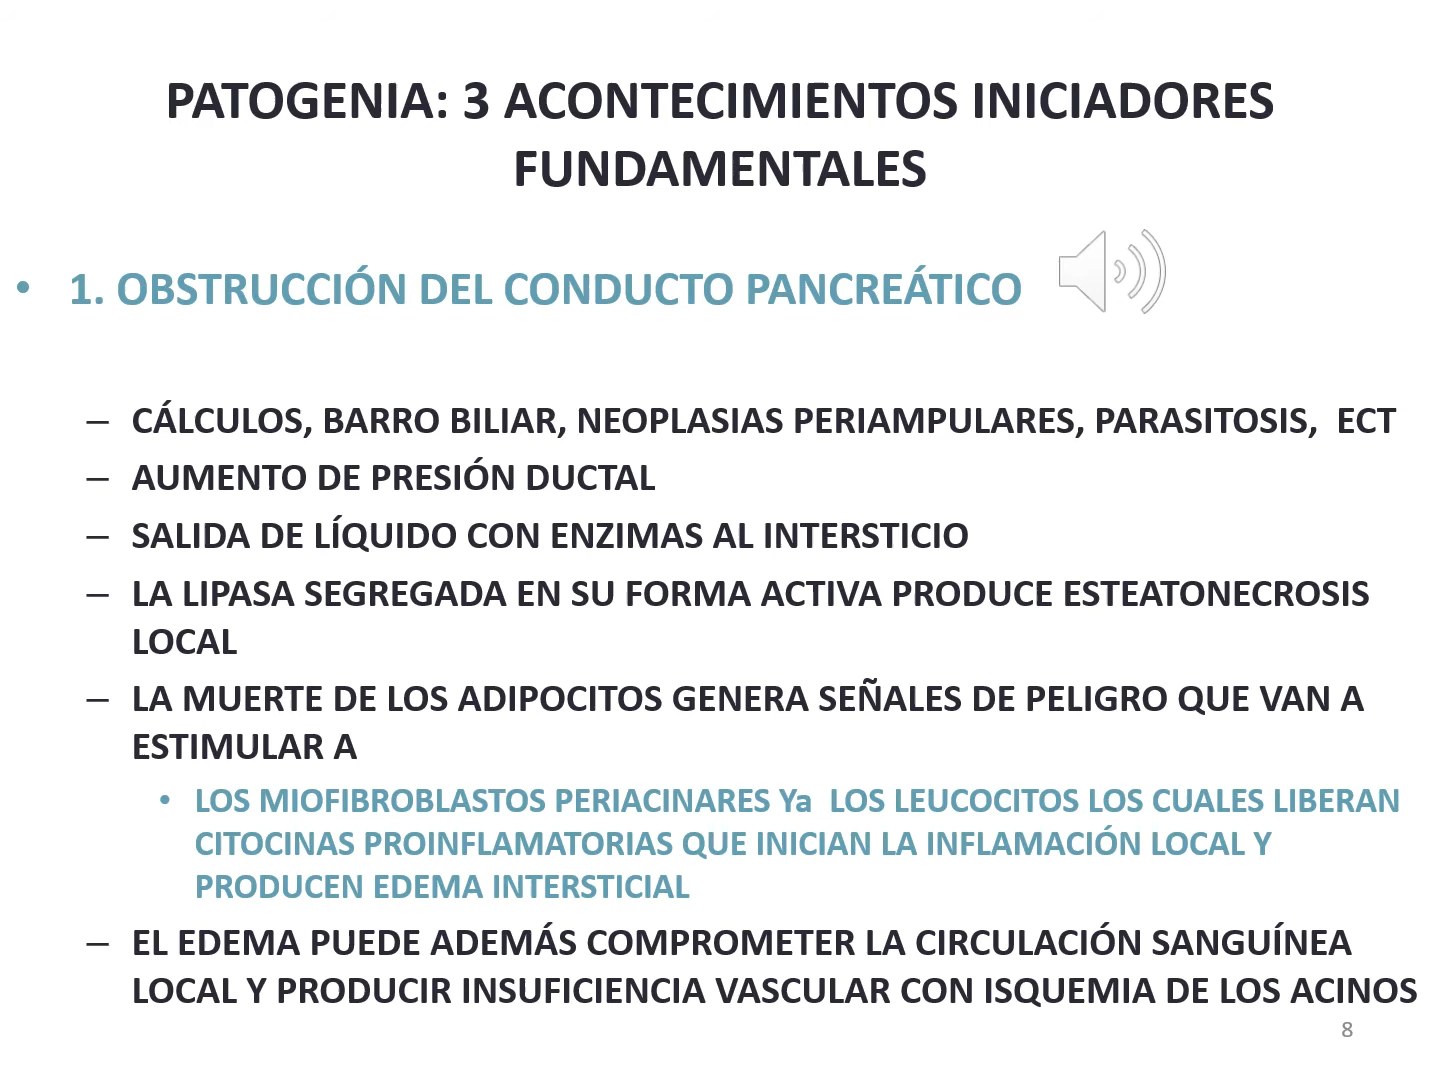 PATOGENIA: 3 ACONTECIMIENTOS INICIADORES
FUNDAMENTALES
• 1. OBSTRUCCIÓN DEL CONDUCTO PANCREÁTICO
– CÁLCULOS, BARRO BILIAR, NEOPLASIAS PERIAMPULARES, PARASITOSIS,  ECT
– AUMENTO DE PRESIÓN DUCTAL
– SALIDA DE LÍQUIDO CON ENZIMAS AL INTERSTICIO
– LA LIPASA SEGREGADA EN SU FORMA ACTIVA PRODUCE ESTEATONECROSIS
LOCAL
– LA MUERTE DE LOS ADIPOCITOS GENERA SEÑALES DE PELIGRO QUE VAN A
ESTIMULAR A
• LOS MIOFIBROBLASTOS PERIACINARES Ya  LOS LEUCOCITOS LOS CUALES LIBERAN
CITOCINAS PROINFLAMATORIAS QUE INICIAN LA INFLAMACIÓN LOCAL Y
PRODUCEN EDEMA INTERSTICIAL
– EL EDEMA PUEDE ADEMÁS COMPROMETER LA CIRCULACIÓN SANGUÍNEA
LOCAL Y PRODUCIR INSUFICIENCIA VASCULAR CON ISQUEMIA DE LOS ACINOS
8